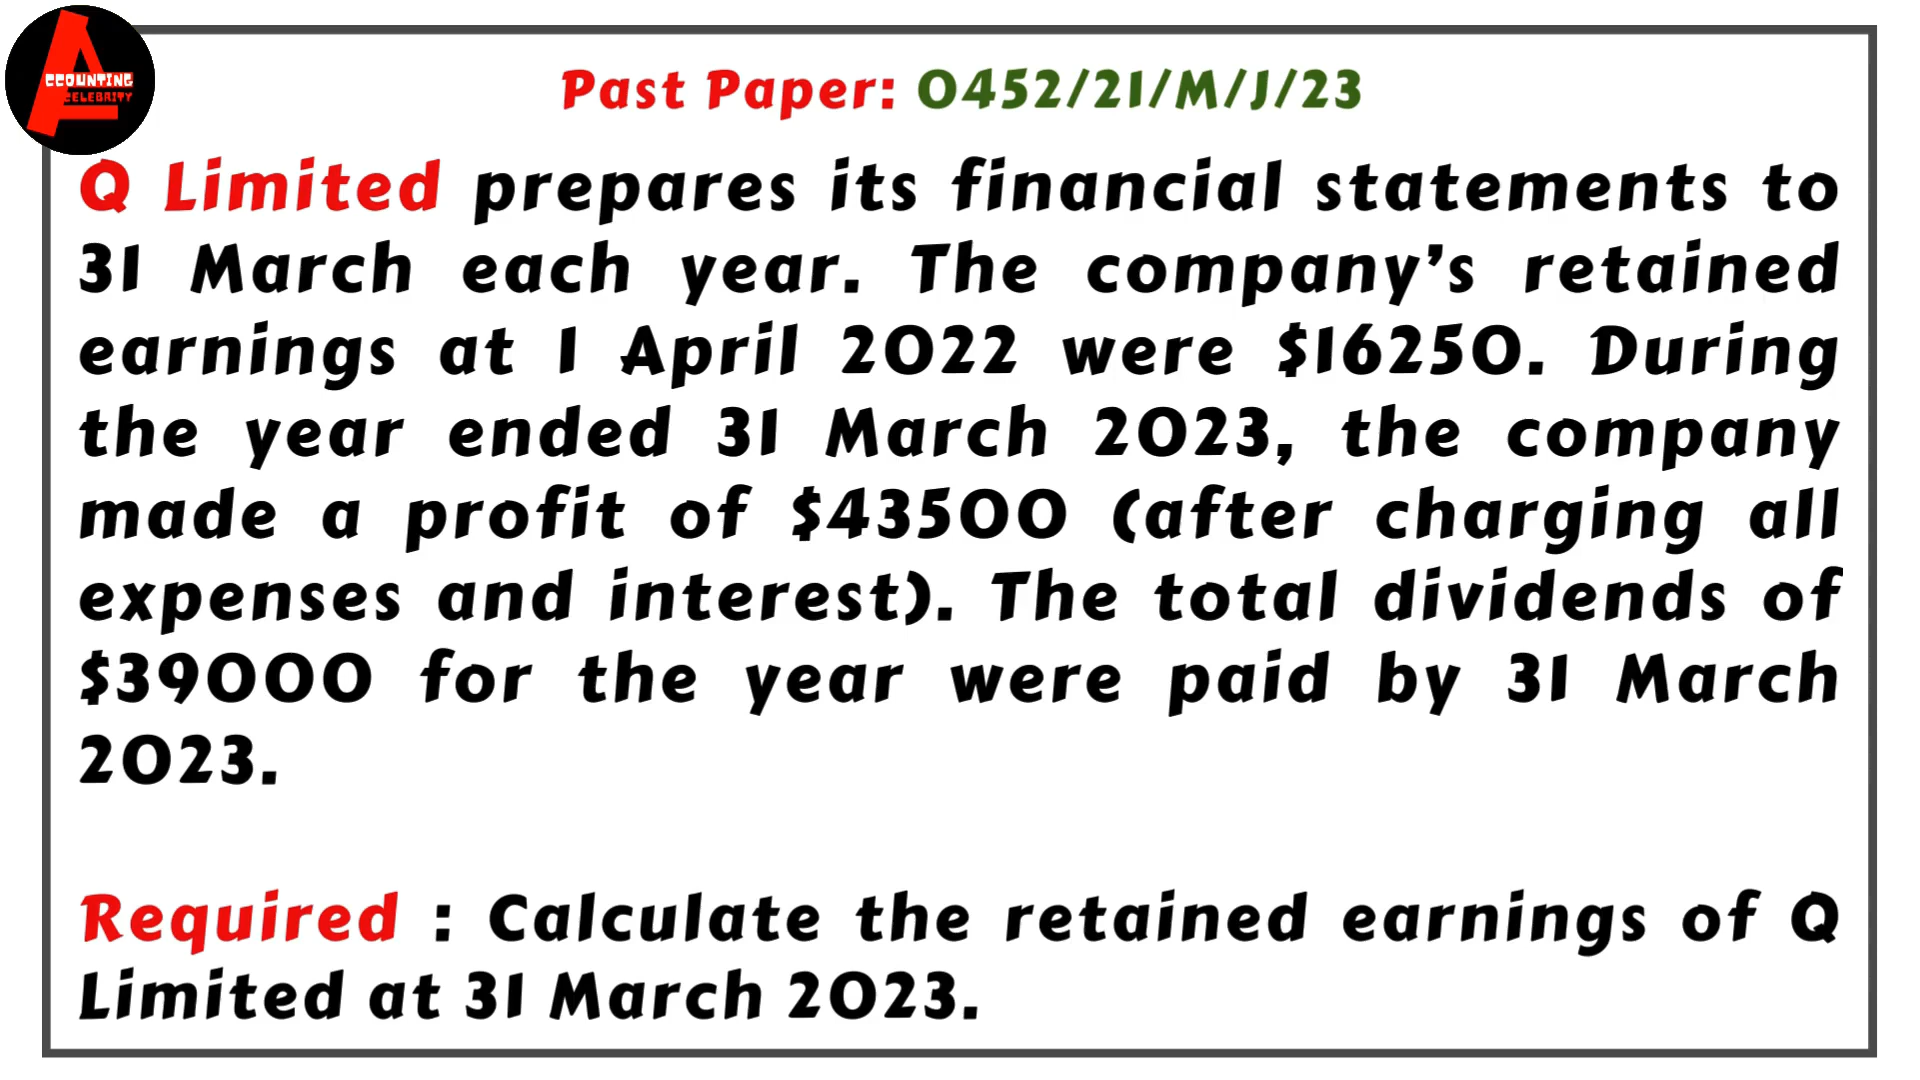 ACCOUNTING
CELEBRITY
Past Paper: 0452/21/M/J/23
Q Limited prepares its financial statements to
31 March each year. The company's retained
earnings at 1 April 2022 were $16250. During
the year ended 31 March 2023, the company
made a profit of $43500 (after charging all
expenses and interest). The total dividends of
$39000 for the year were paid by 31 March
2023.
Required : Calculate the retained earnings of Q
Limited at 31 March 2023.